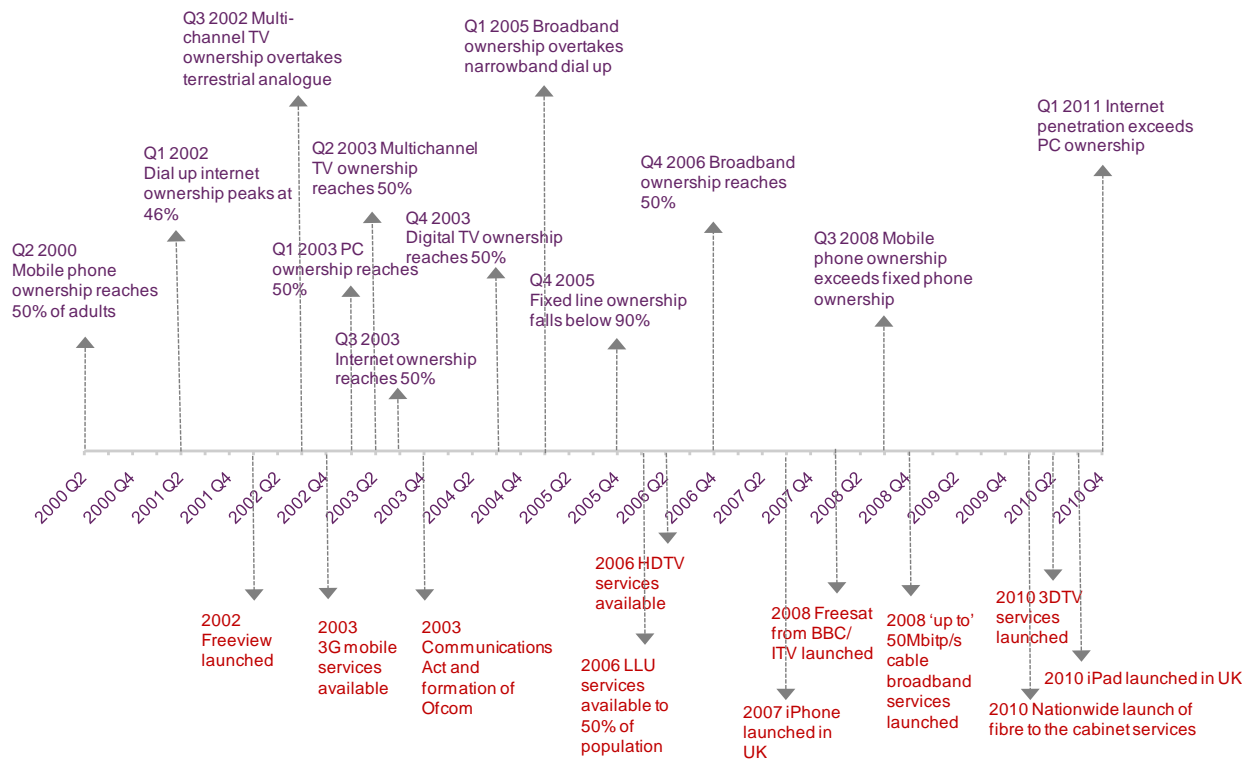 Q3 2002 Multi-
channel TV
ownership overtakes
terrestrial analogue
Q1 2005 Broadband
ownership overtakes
narrowband dial up
Q1 2011 Internet
penetration exceeds
PC ownership
Q1 2002
Dial up internet
ownership peaks at
46%
Q2 2003 Multichannel
TV ownership
reaches 50%
Q4 2006 Broadband
ownership reaches
50%
Q4 2003
Digital TV ownership
reaches 50%
Q3 2008 Mobile
phone ownership
exceeds fixed phone
ownership
Q2 2000
Mobile phone
ownership reaches
50% of adults
Q1 2003 PC
ownership reaches
50%
Q4 2005
Fixed line ownership
falls below 90%
Q3 2003
Internet ownership
reaches 50%
2000 Q2
2000 Q4
2001 Q2
2001 Q4
2002 Q2
2002 Q4
2003 Q2
2003 Q4
2004 Q2
2004 Q4
2005 Q2
2005 Q4
2006 Q2
2006 Q4
2007 Q2
2007 Q4
2008 Q2
2008 Q4
2009 Q2
2009 Q4
2010 Q2
2010 Q4
2002
Freeview
launched
2003
3G mobile
services
available
2003
Communications
Act and
formation of
Ofcom
2006 HDTV
services
available
2006 LLU
services
available to
50% of
population
2007 iPhone
launched in
UK
2008 Freesat
from BBC/
ITV launched
2008 ‘up to’
50Mbitp/s
cable
broadband
services
launched
2010 3DTV
services
launched
2010 iPad launched in UK
2010 Nationwide launch of
fibre to the cabinet services